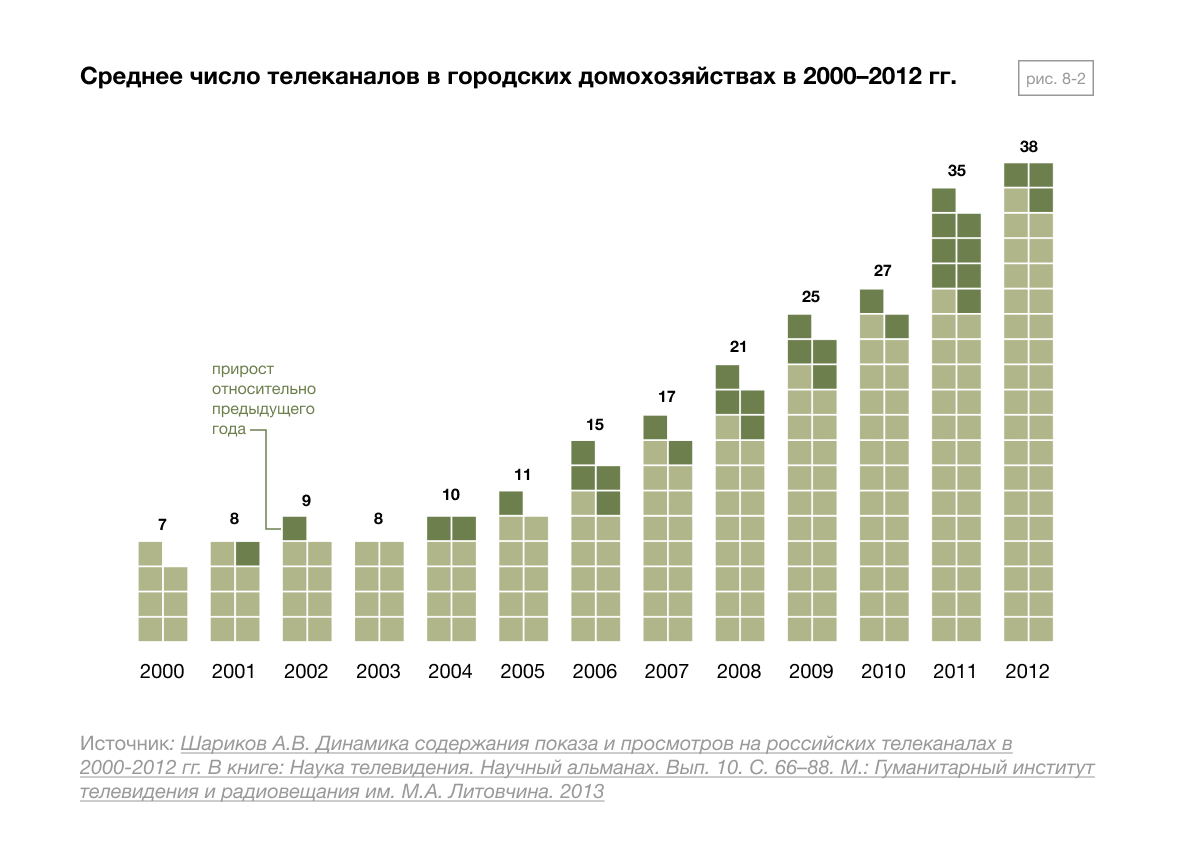 Среднее число телеканалов в городских домохозяйствах в 2000–2012 гг.
рис. 8-2
38
35
27
25
21
прирост
относительно
предыдущего
года
17
15
11
10
9
8
8
7
2000 2001 2002 2003 2004 2005 2006 2007 2008 2009 2010 2011 2012
Источник: Шариков А.В. Динамика содержания показа и просмотров на российских телеканалах в
2000-2012 гг. В книге: Наука телевидения. Научный альманах. Вып. 10. С. 66–88. М.: Гуманитарный институт
телевидения и радиовещания им. М.А. Литовчина. 2013